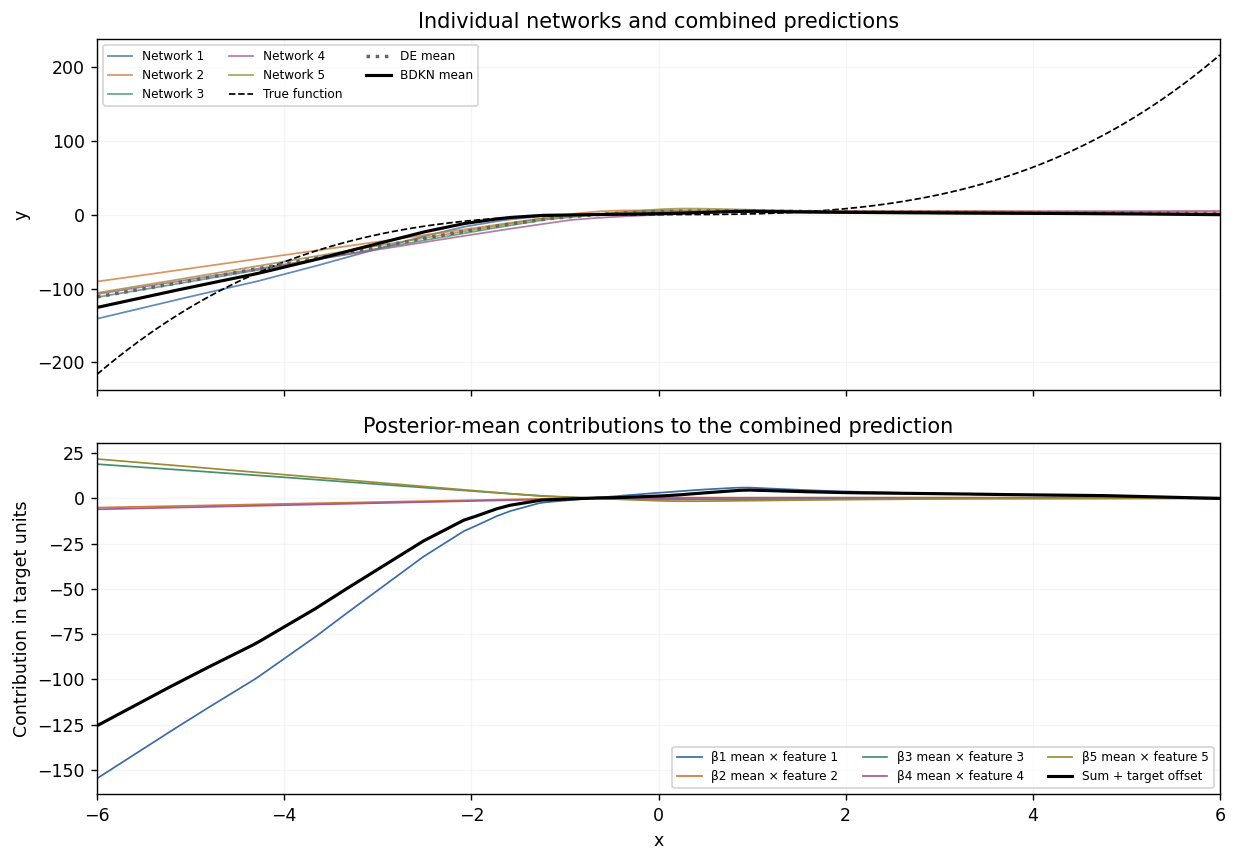 Individual networks and combined predictions
200
100
0
−100
−200
y
Network 1
Network 2
Network 3
Network 4
Network 5
True function
DE mean
BDKN mean
Posterior-mean contributions to the combined prediction
25
0
−25
−50
−75
−100
−125
−150
Contribution in target units
β1 mean × feature 1
β2 mean × feature 2
β3 mean × feature 3
β4 mean × feature 4
β5 mean × feature 5
Sum + target offset
−6
−4
−2
0
2
4
6
x